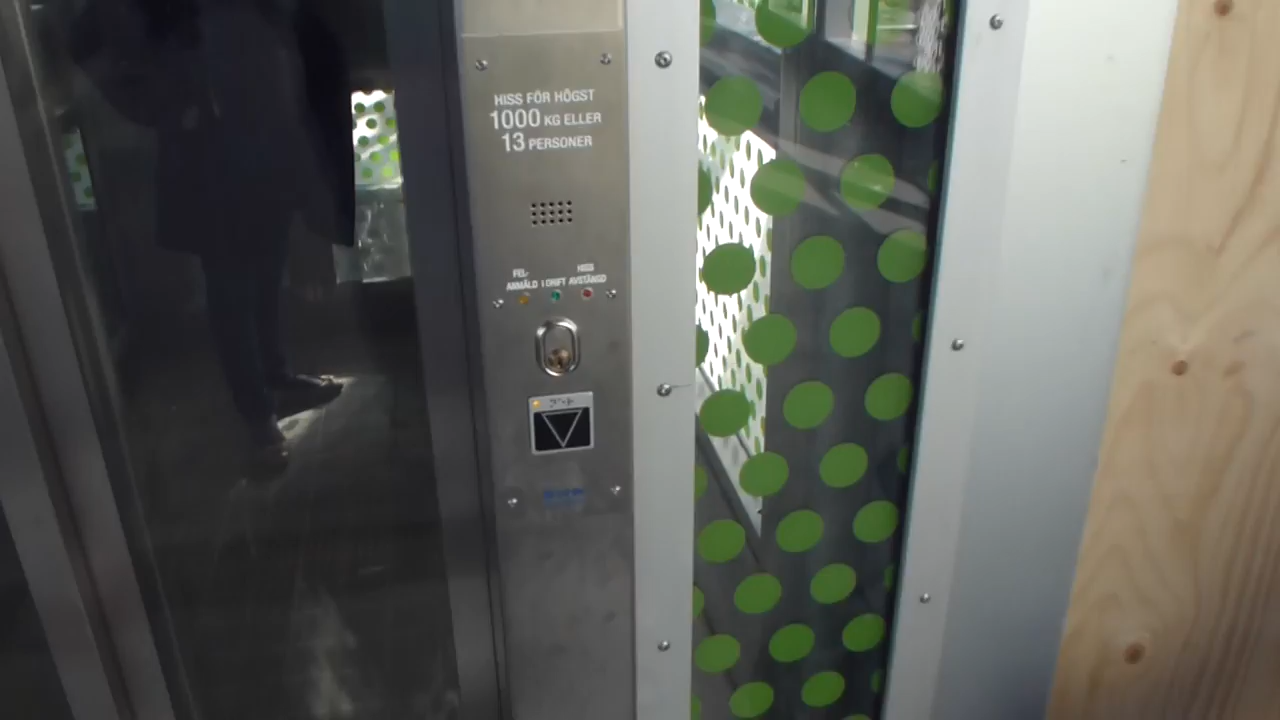 HISS FÖR HÖGST
1000 KG ELLER
13 PERSONER
FEL-
ANMÄLD
I DRIFT
HISS
AVSTÄNGD